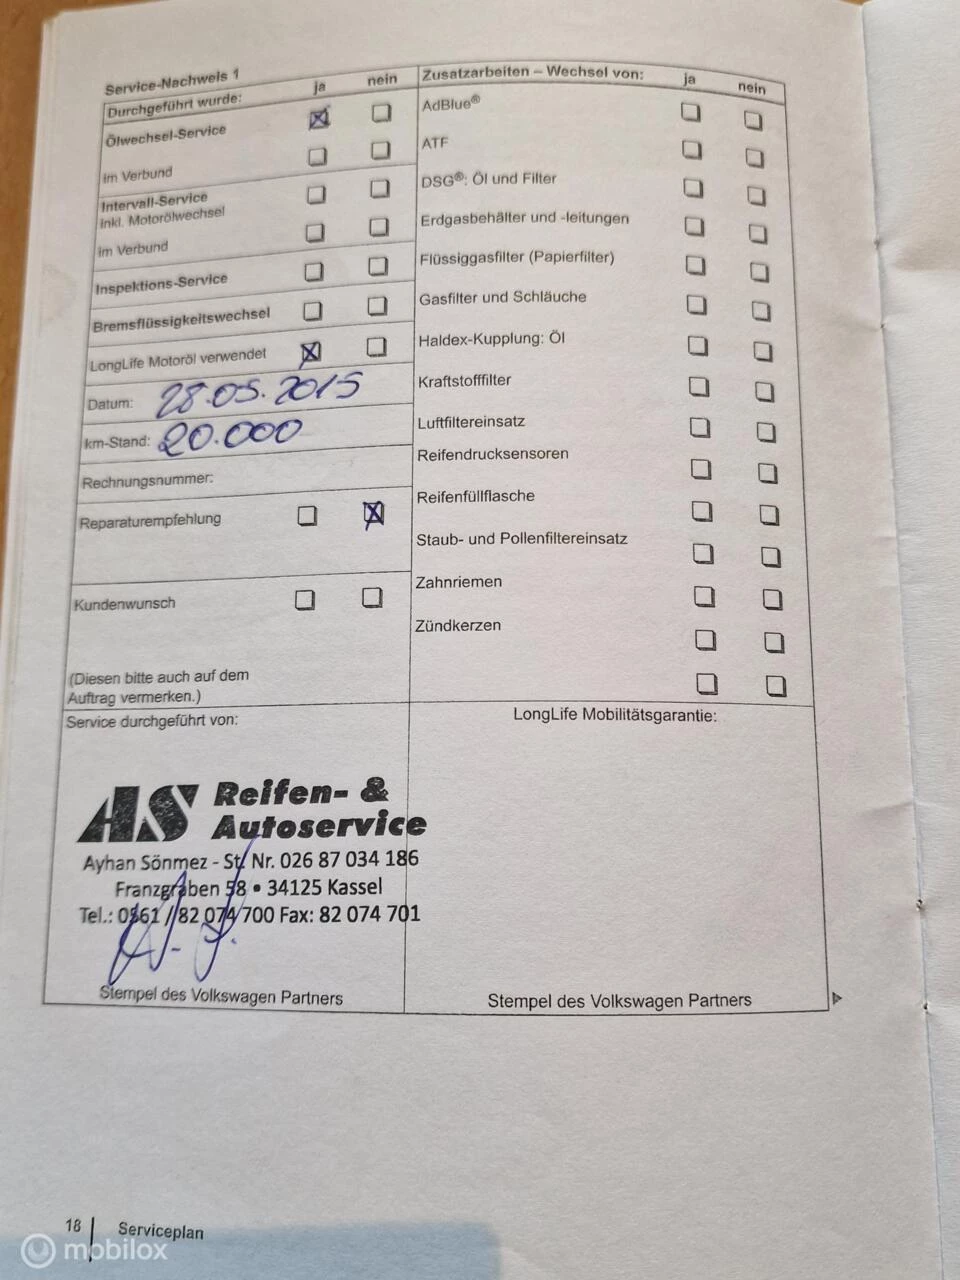 Service-Nachweis 1
Durchgeführt wurde: ja nein
Ölwechsel-Service
im Verbund
Intervall-Service
inkl. Motorölwechsel
im Verbund
Inspektions-Service
Bremsflüssigkeitswechsel
LongLife Motoröl verwendet
Datum: 28.05.2015
km-Stand: 20.000
Rechnungsnummer:
Reparaturempfehlung
Kundenwunsch
(Diesen bitte auch auf dem
Auftrag vermerken.)
Zusatzarbeiten – Wechsel von: ja nein
AdBlue®
ATF
DSG®: Öl und Filter
Erdgasbehälter und -leitungen
Flüssiggasfilter (Papierfilter)
Gasfilter und Schläuche
Haldex-Kupplung: Öl
Kraftstofffilter
Luftfiltereinsatz
Reifendrucksensoren
Reifenfüllflasche
Staub- und Pollenfiltereinsatz
Zahnriemen
Zündkerzen
Service durchgeführt von:
AS Reifen- &
Autoservice
Ayhan Sönmez - St. Nr. 026 87 034 186
Franzgraben 58 • 34125 Kassel
Tel.: 0561 / 82 074 700 Fax: 82 074 701
Stempel des Volkswagen Partners
LongLife Mobilitätsgarantie:
Stempel des Volkswagen Partners
18 Serviceplan
mobilox